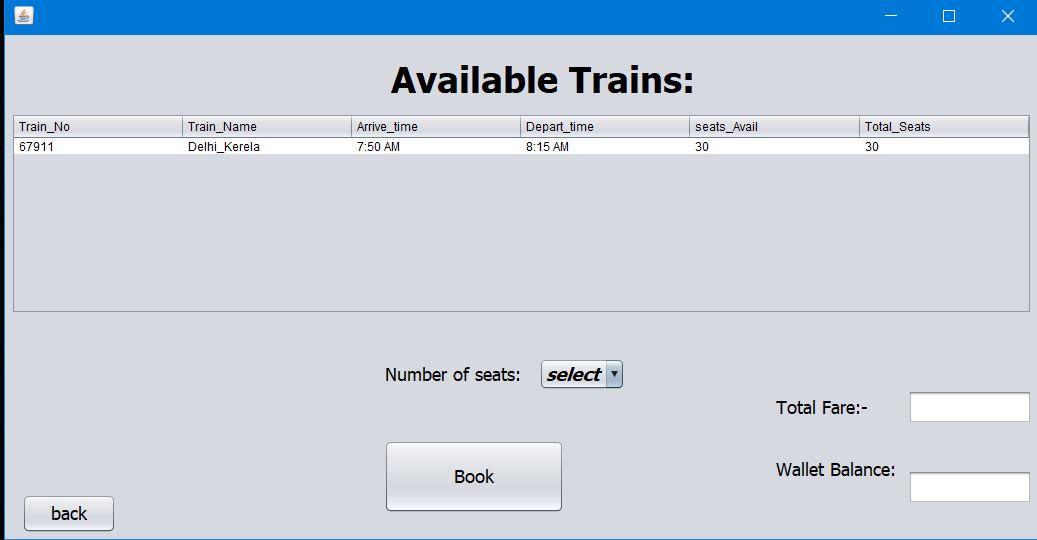 Available Trains:
Train_No Train_Name Arrive_time Depart_time seats_Avail Total_Seats
67911 Delhi_Kerela 7:50 AM 8:15 AM 30 30
Number of seats: select
Total Fare:-
Book
Wallet Balance:
back